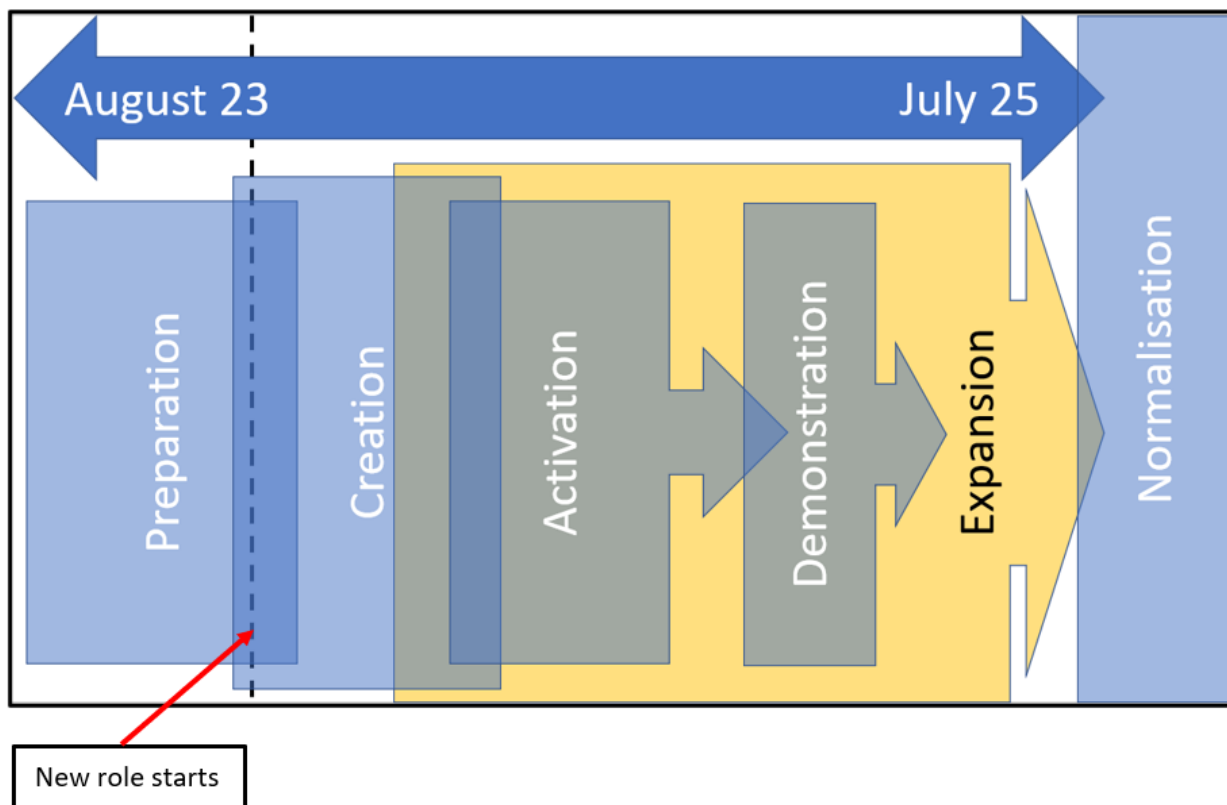 August 23
July 25
Preparation
Creation
Activation
Demonstration
Expansion
Normalisation
New role starts